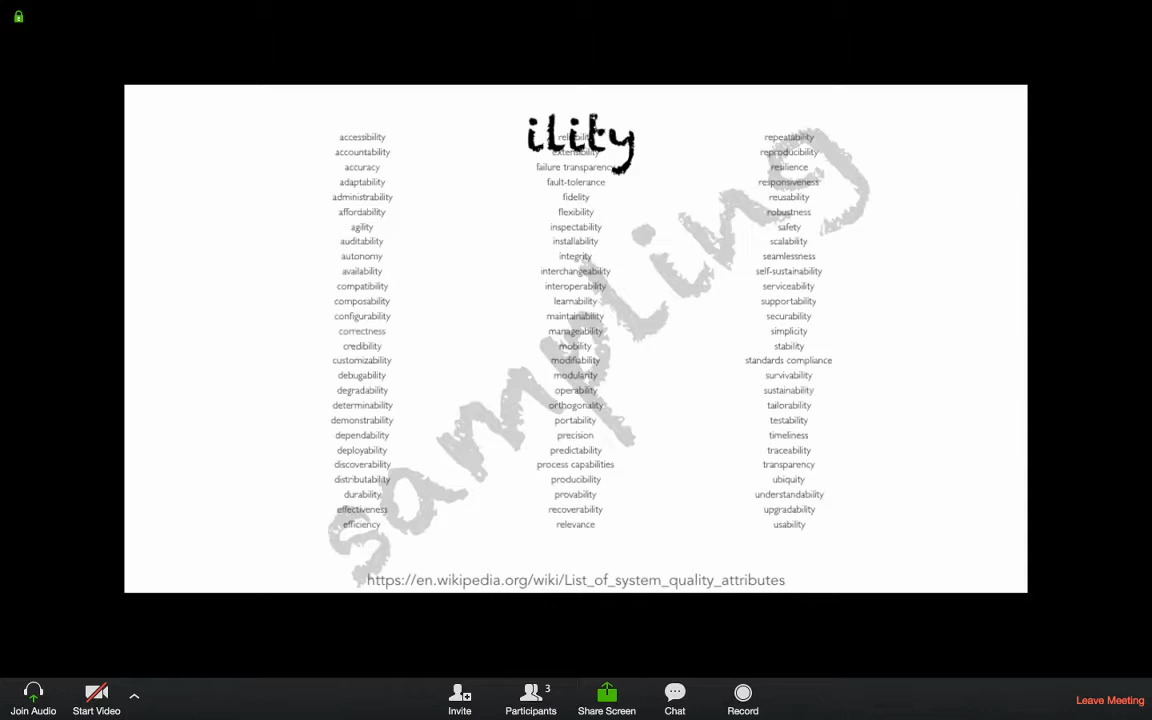 ility
accessibility
accountability
accuracy
adaptability
administrability
affordability
agility
auditability
autonomy
availability
compatibility
composability
configurability
correctness
credibility
customizability
debugability
degradability
determinability
demonstrability
dependability
deployability
discoverability
distributability
durability
effectiveness
efficiency
reliability
extensibility
failure transparency
fault-tolerance
fidelity
flexibility
inspectability
installability
integrity
interchangeability
interoperability
learnability
maintainability
manageability
mobility
modifiability
modularity
operability
orthogonality
portability
precision
predictability
process capabilities
producibility
provability
recoverability
relevance
repeatability
reproducibility
resilience
responsiveness
reusability
robustness
safety
scalability
seamlessness
self-sustainability
serviceability
supportability
securability
simplicity
stability
standards compliance
survivability
sustainability
tailorability
testability
timeliness
traceability
transparency
ubiquity
understandability
upgradability
usability
sampling
https://en.wikipedia.org/wiki/List_of_system_quality_attributes
Join Audio
Start Video
Invite
Participants 3
Share Screen
Chat
Record
Leave Meeting